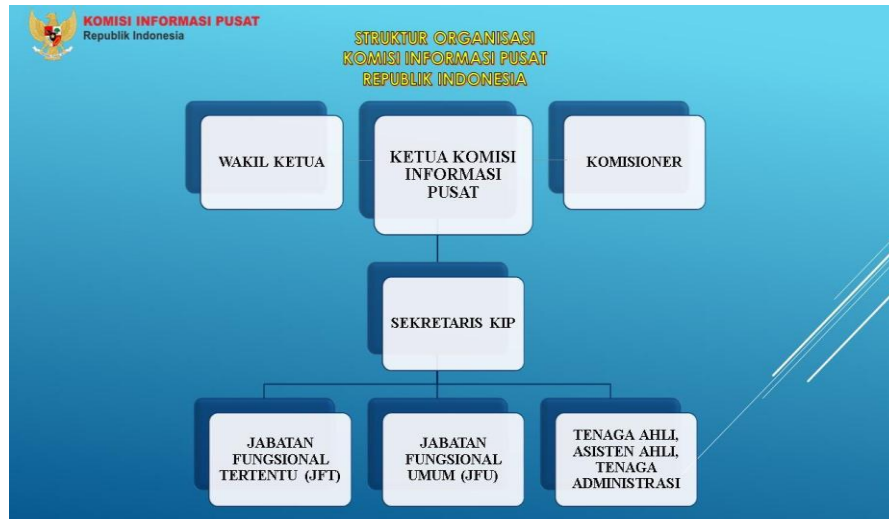 KOMISI INFORMASI PUSAT
Republik Indonesia
STRUKTUR ORGANISASI
KOMISI INFORMASI PUSAT
REPUBLIK INDONESIA
WAKIL KETUA
KETUA KOMISI
INFORMASI
PUSAT
KOMISIONER
SEKRETARIS KIP
JABATAN
FUNGSIONAL
TERTENTU (JFT)
JABATAN
FUNGSIONAL
UMUM (JFU)
TENAGA AHLI,
ASISTEN AHLI,
TENAGA
ADMINISTRASI